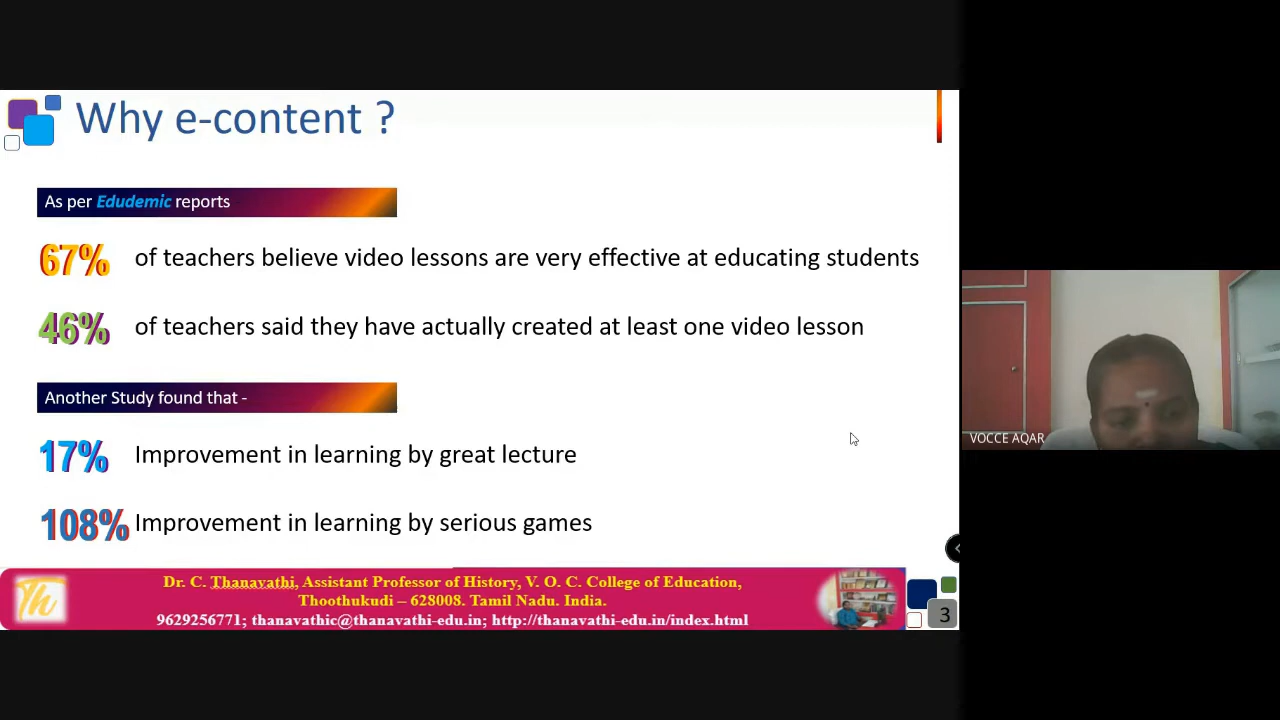 Why e-content ?
As per Edudemic reports
67% of teachers believe video lessons are very effective at educating students
46% of teachers said they have actually created at least one video lesson
Another Study found that -
17% Improvement in learning by great lecture
108% Improvement in learning by serious games
VOCCE AQAR
Th
Dr. C. Thanavathi, Assistant Professor of History, V. O. C. College of Education,
Thoothukudi – 628008. Tamil Nadu. India.
9629256771; thanavathic@thanavathi-edu.in; http://thanavathi-edu.in/index.html
3